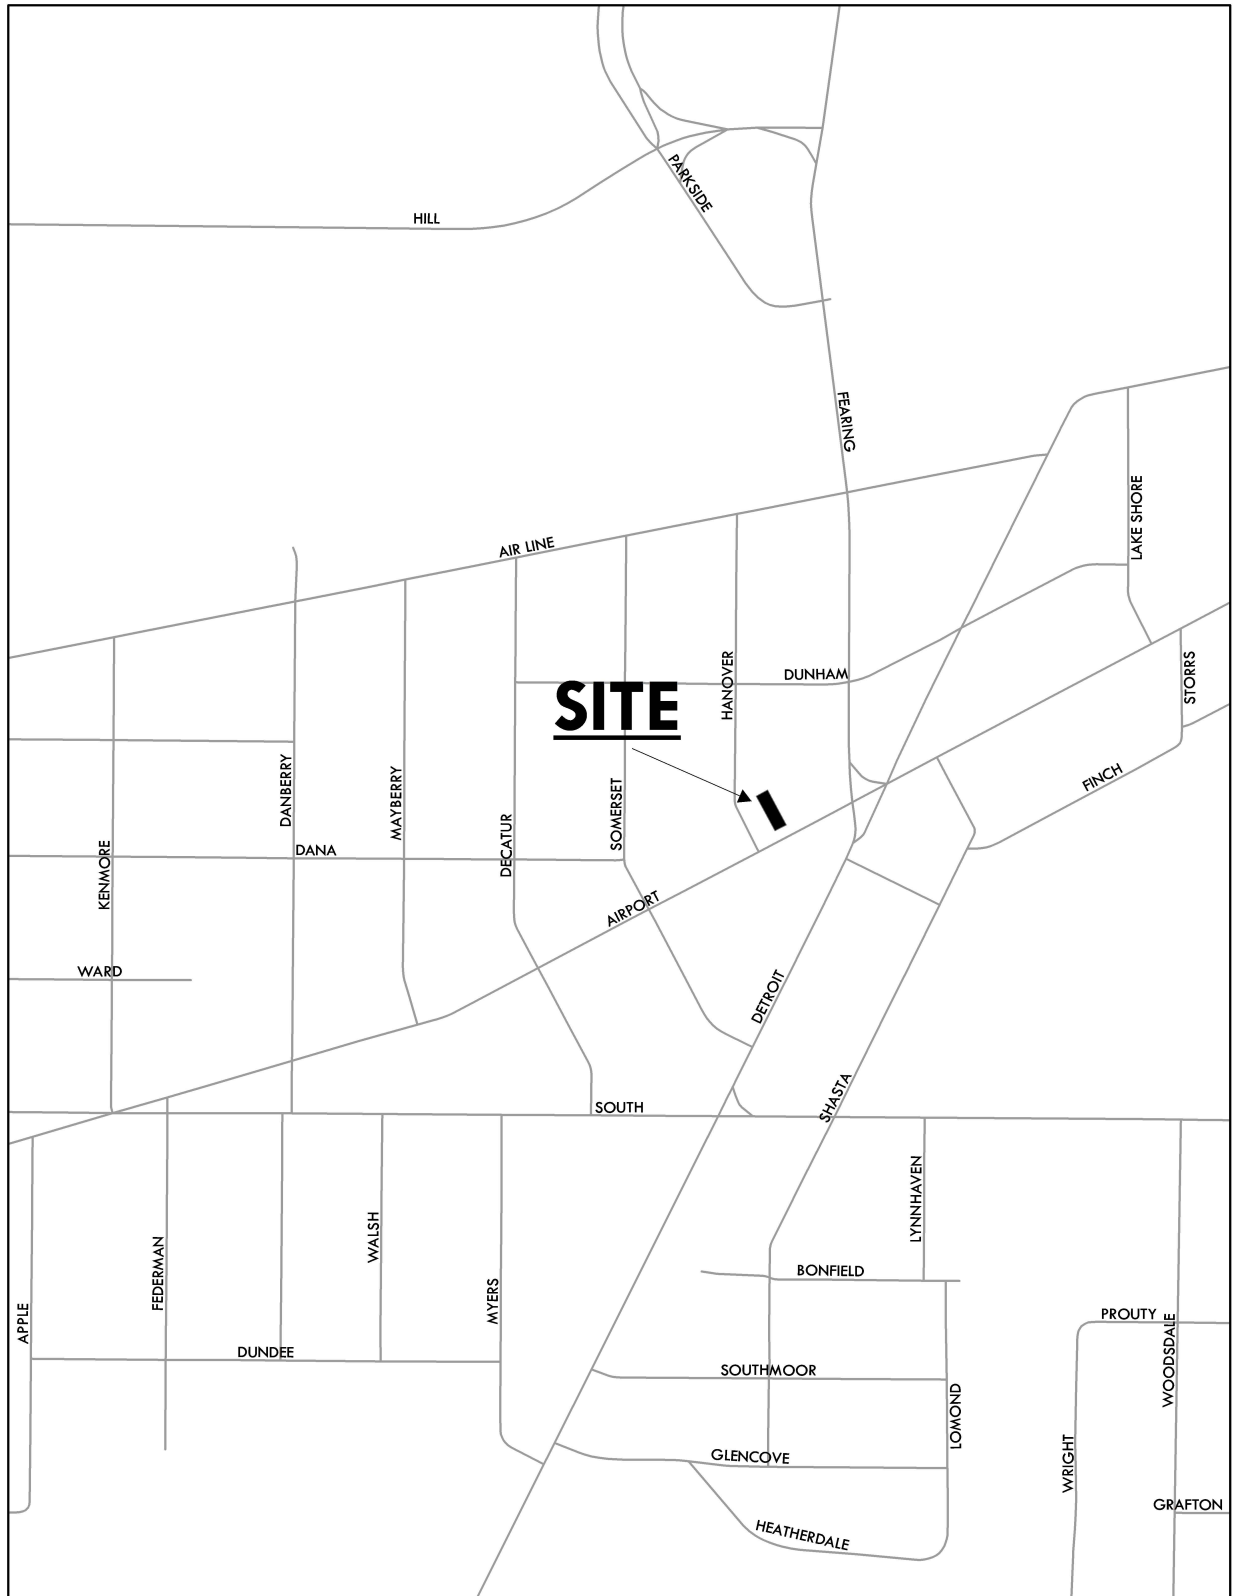 PARKSIDE
HILL
FEARING
LAKE SHORE
AIR LINE
HANOVER
DUNHAM
STORRS
SITE
DANBERRY
MAYBERRY
SOMERSET
FINCH
DECATUR
KENMORE
DANA
AIRPORT
WARD
DETROIT
SHASTA
SOUTH
LYNNHAVEN
WALSH
FEDERMAN
BONFIELD
MYERS
APPLE
PROUTY
WOODSDALE
DUNDEE
SOUTHMOOR
LOMOND
WRIGHT
GLENCOVE
GRAFTON
HEATHERDALE